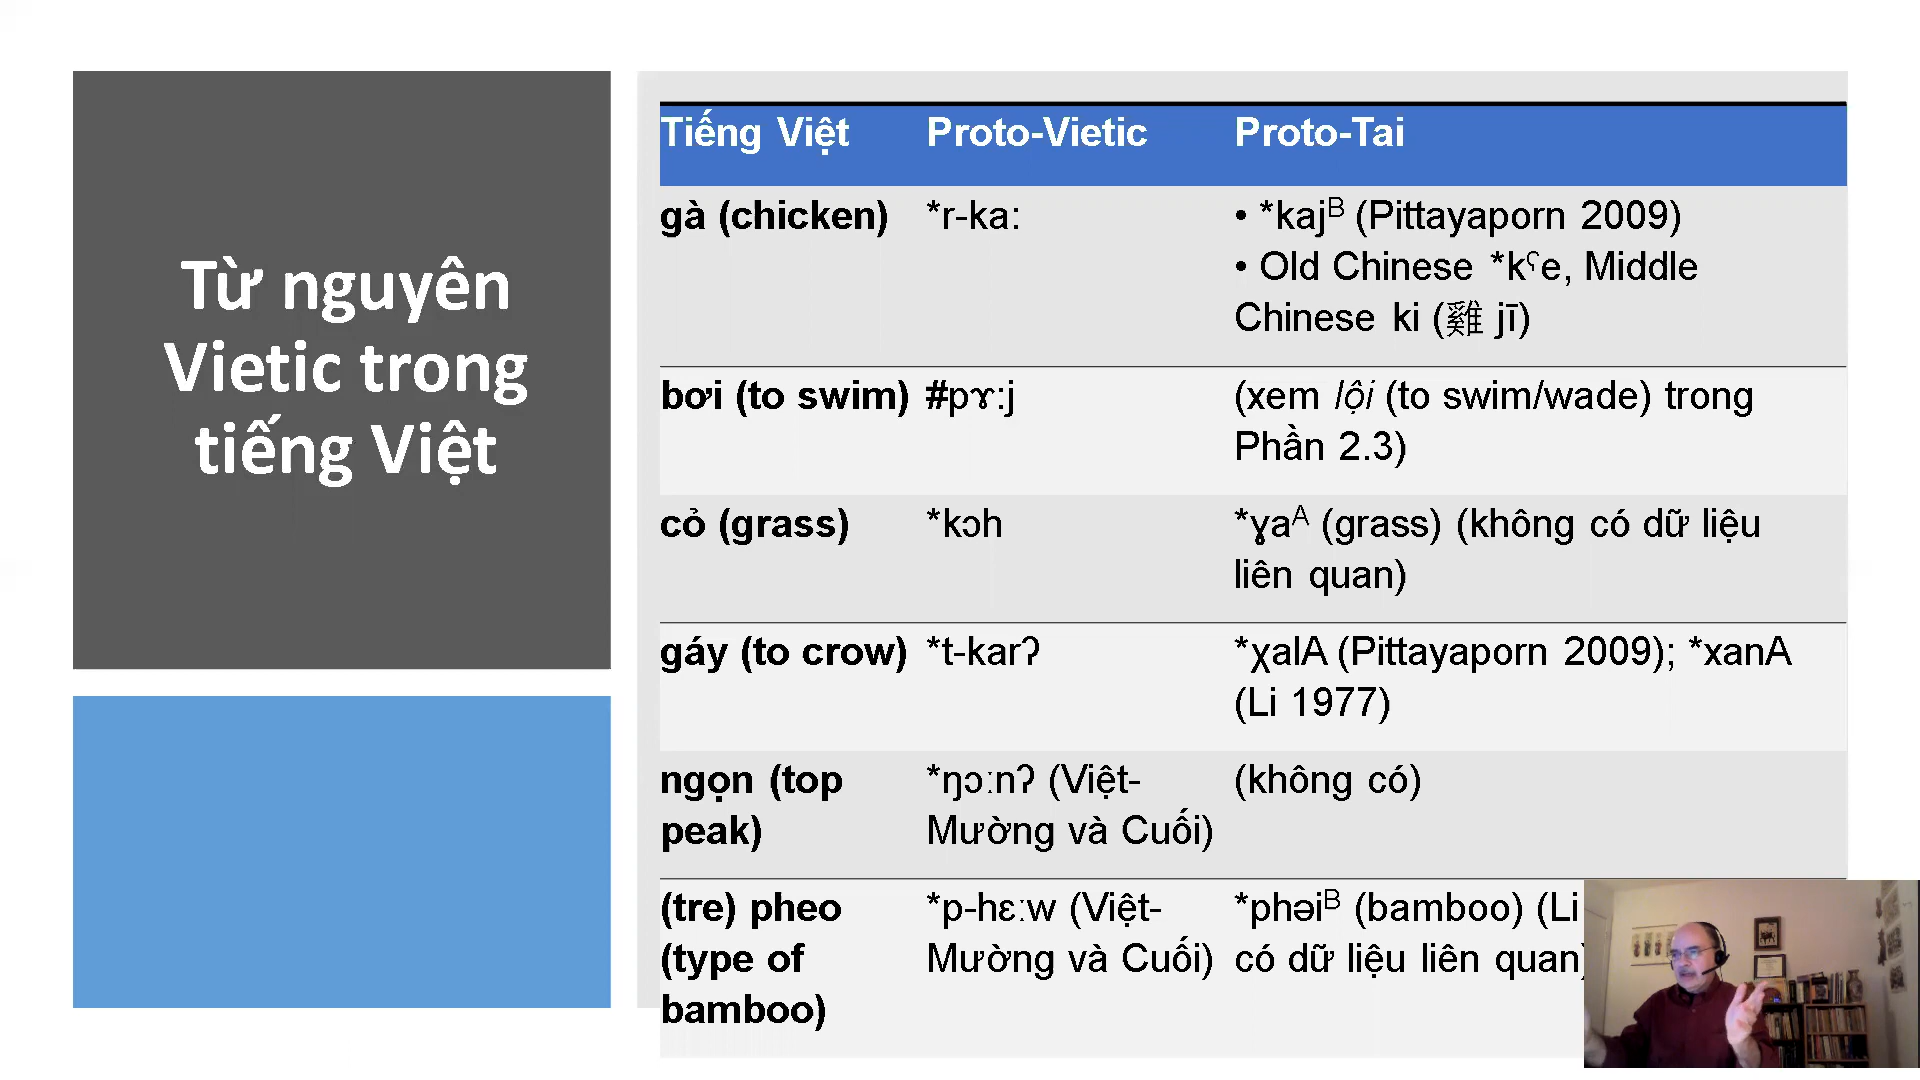 Từ nguyên
Vietic trong
tiếng Việt
Tiếng Việt Proto-Vietic Proto-Tai
gà (chicken) *r-ka: • *kajᴮ (Pittayaporn 2009)
• Old Chinese *kˤe, Middle
Chinese ki (雞 jī)
bơi (to swim) #pɤ:j (xem lội (to swim/wade) trong
Phần 2.3)
cỏ (grass) *kɔh *ɣaᴬ (grass) (không có dữ liệu
liên quan)
gáy (to crow) *t-karʔ *χalA (Pittayaporn 2009); *xanA
(Li 1977)
ngọn (top *ŋɔːnʔ (Việt- (không có)
peak) Mường và Cuối)
(tre) pheo *p-hɛːw (Việt- *phəiᴮ (bamboo) (Li
(type of Mường và Cuối) có dữ liệu liên quan)
bamboo)